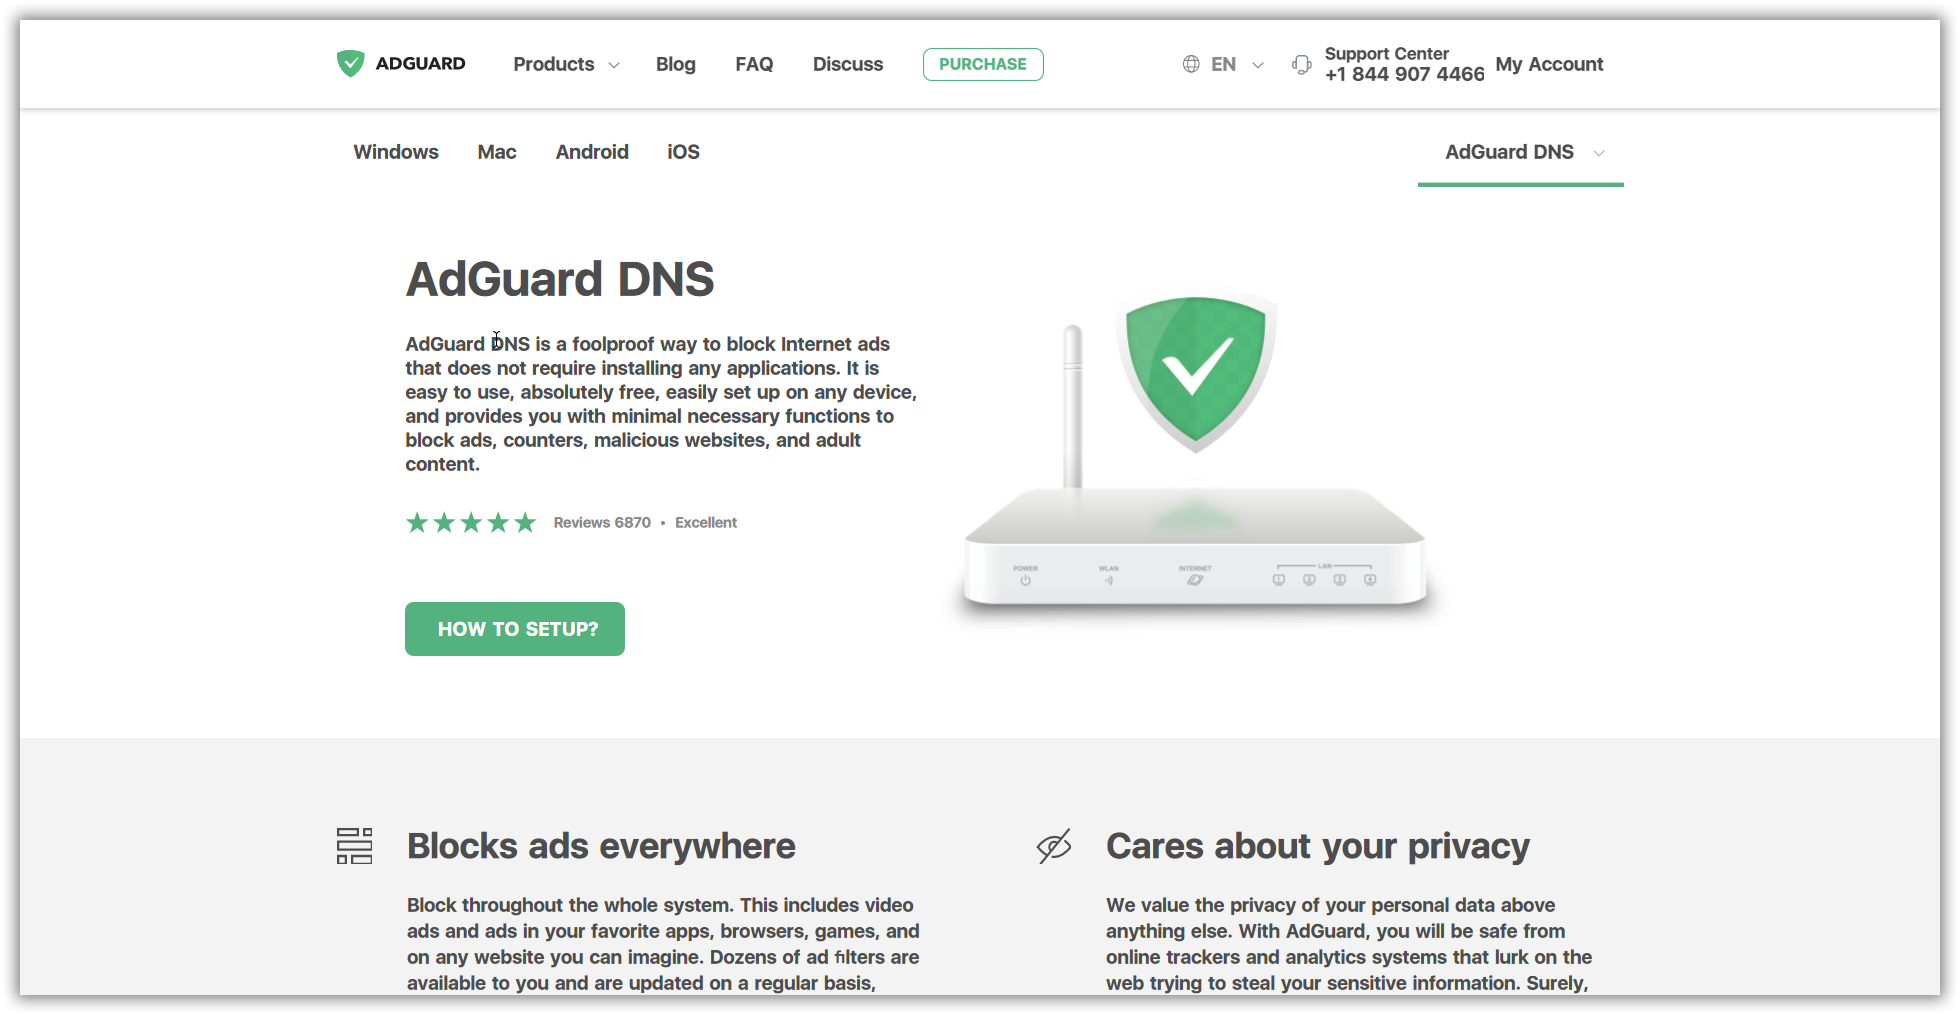 ADGUARD
Products
Blog
FAQ
Discuss
PURCHASE
EN
Support Center
+1 844 907 4466
My Account
Windows
Mac
Android
iOS
AdGuard DNS
AdGuard DNS
AdGuard DNS is a foolproof way to block Internet ads
that does not require installing any applications. It is
easy to use, absolutely free, easily set up on any device,
and provides you with minimal necessary functions to
block ads, counters, malicious websites, and adult
content.
Reviews 6870 • Excellent
HOW TO SETUP?
POWER
WLAN
INTERNET
LAN
1
2
3
4
Blocks ads everywhere
Block throughout the whole system. This includes video
ads and ads in your favorite apps, browsers, games, and
on any website you can imagine. Dozens of ad filters are
available to you and are updated on a regular basis,
Cares about your privacy
We value the privacy of your personal data above
anything else. With AdGuard, you will be safe from
online trackers and analytics systems that lurk on the
web trying to steal your sensitive information. Surely,